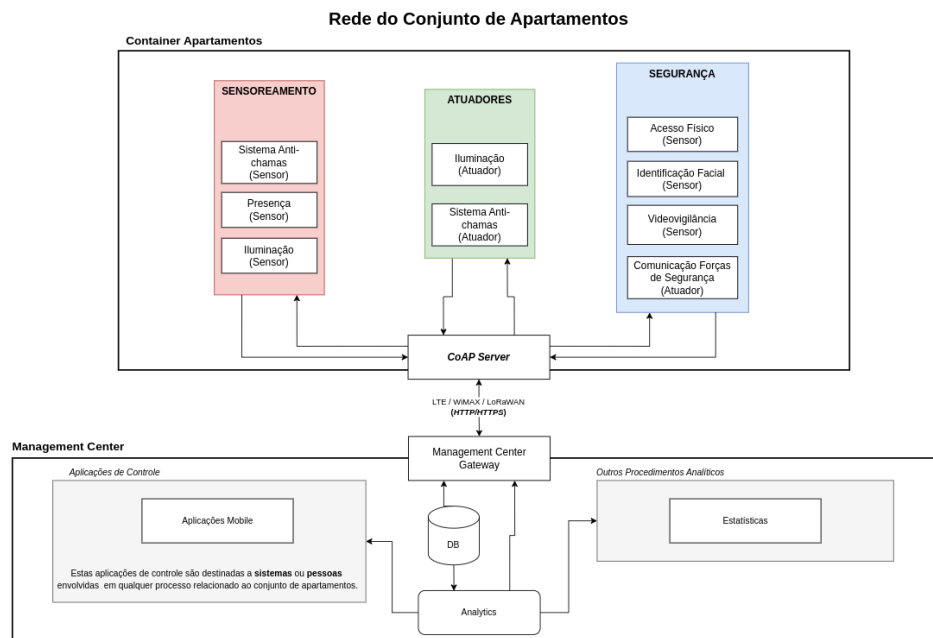 Rede do Conjunto de Apartamentos
Container Apartamentos
SENSOREAMENTO
Sistema Anti-
chamas
(Sensor)
Presença
(Sensor)
Iluminação
(Sensor)
ATUADORES
Iluminação
(Atuador)
Sistema Anti-
chamas
(Atuador)
SEGURANÇA
Acesso Físico
(Sensor)
Identificação Facial
(Sensor)
Videovigilância
(Sensor)
Comunicação Forças
de Segurança
(Atuador)
CoAP Server
LTE / WiMAX / LoRaWAN
(HTTP/HTTPS)
Management Center
Management Center
Gateway
Aplicações de Controle
Aplicações Mobile
Estas aplicações de controle são destinadas a sistemas ou pessoas
envolvidas em qualquer processo relacionado ao conjunto de apartamentos.
DB
Analytics
Outros Procedimentos Analíticos
Estatísticas